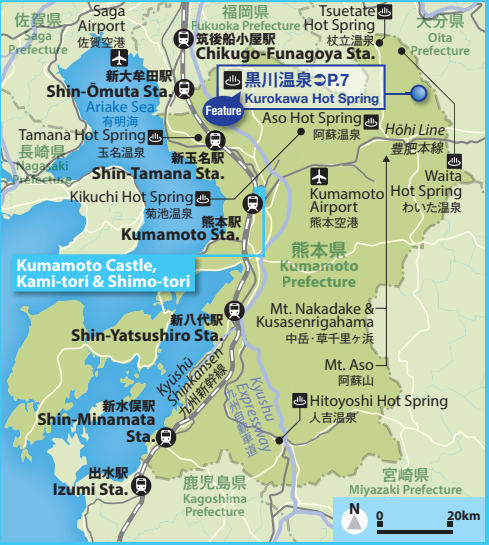 佐賀県
Saga
Prefecture
Saga
Airport
佐賀空港
福岡県
Fukuoka Prefecture
Tsuetate
Hot Spring
杖立温泉
大分県
Oita
Prefecture
筑後船小屋駅
Chikugo-Funagoya Sta.
新大牟田駅
Shin-Ōmuta Sta.
Ariake Sea
有明海
Feature
黒川温泉➲P.7
Kurokawa Hot Spring
Tamana Hot Spring
玉名温泉
Aso Hot Spring
阿蘇温泉
Hōhi Line
豊肥本線
長崎県
Nagasaki
Prefecture
新玉名駅
Shin-Tamana Sta.
Waita
Hot Spring
わいた温泉
Kikuchi Hot Spring
菊池温泉
熊本駅
Kumamoto Sta.
Kumamoto
Airport
熊本空港
熊本県
Kumamoto
Prefecture
Kumamoto Castle,
Kami-tori & Shimo-tori
Mt. Nakadake &
Kusasenrigahama
中岳・草千里ヶ浜
新八代駅
Shin-Yatsushiro Sta.
Mt. Aso
阿蘇山
Kyushu
Shinkansen
九州新幹線
Kyushu
Expressway
九州自動車道
Hitoyoshi Hot Spring
人吉温泉
新水俣駅
Shin-Minamata
Sta.
出水駅
Izumi Sta.
鹿児島県
Kagoshima
Prefecture
宮崎県
Miyazaki Prefecture
N
0 20km